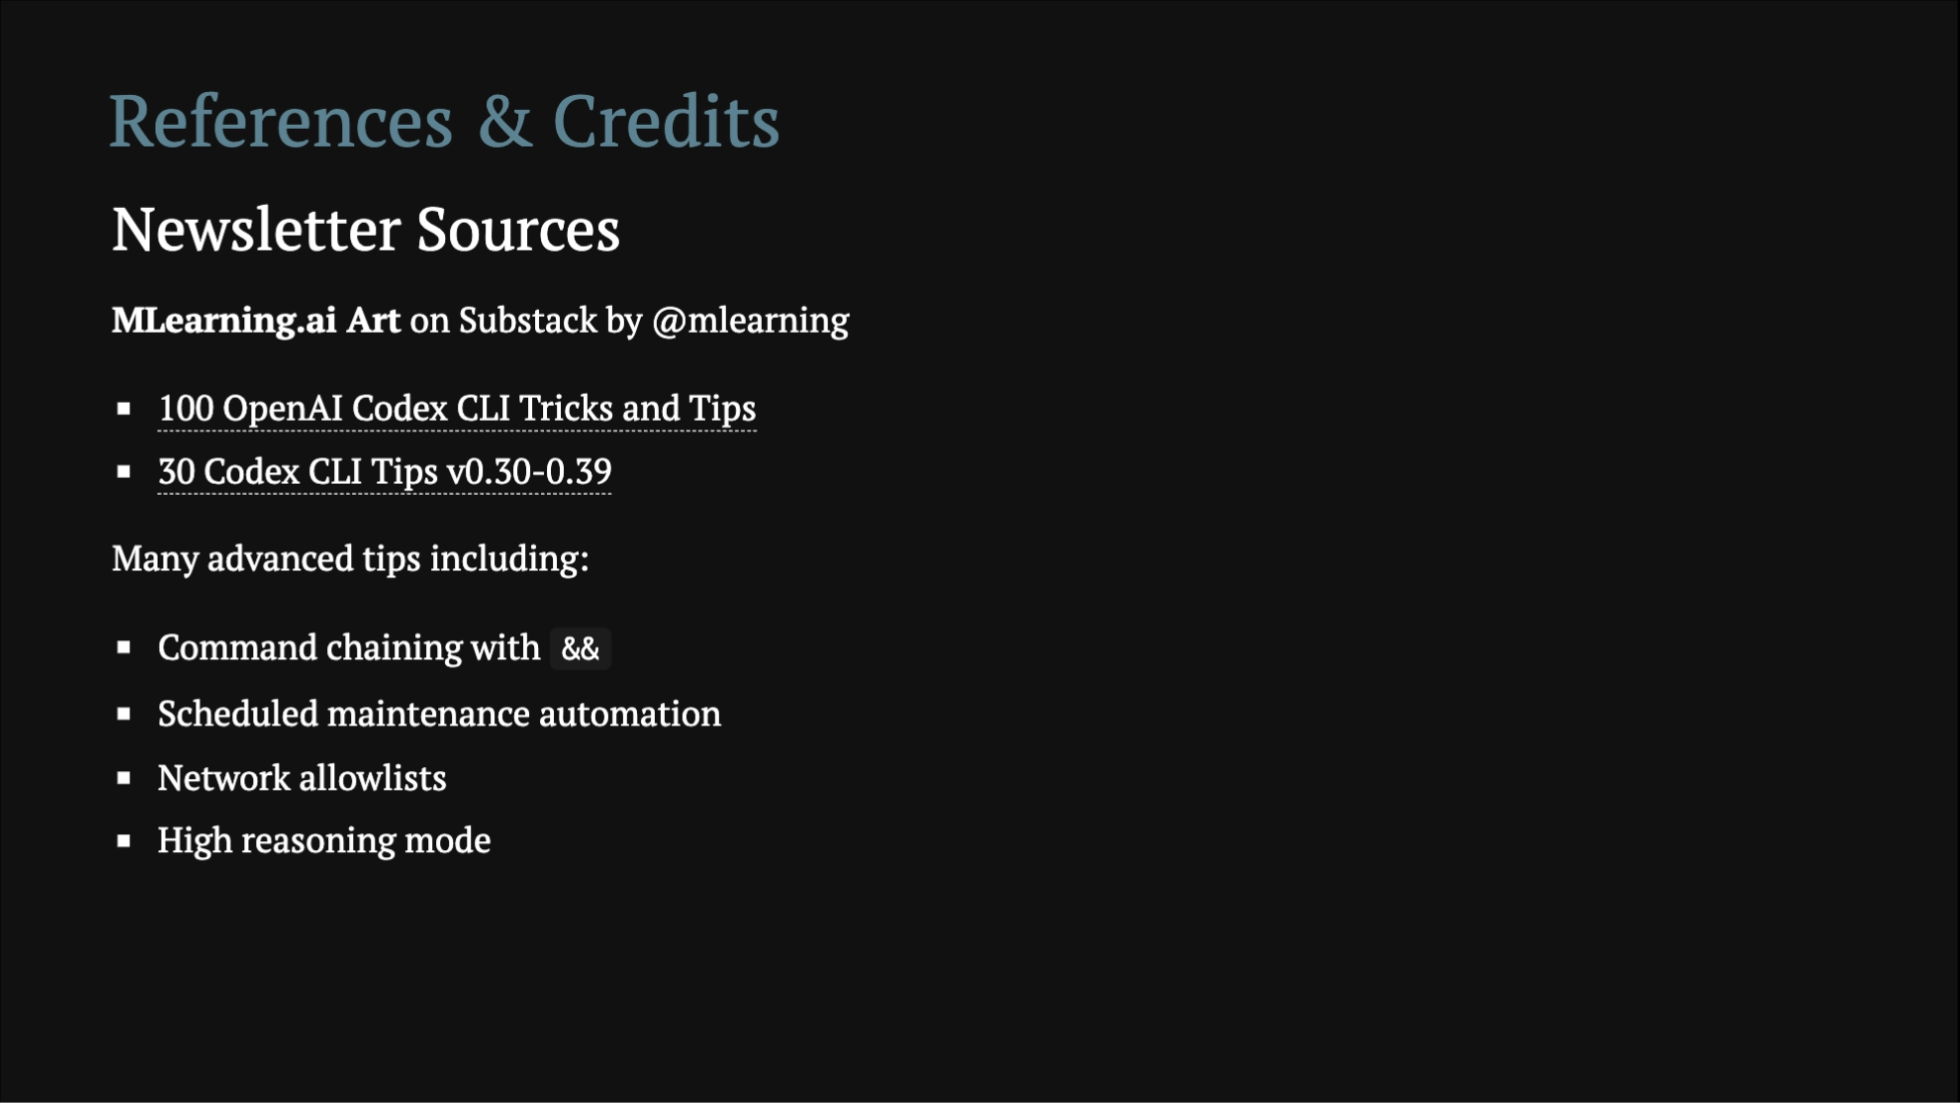 References & Credits
Newsletter Sources
MLearning.ai Art on Substack by @mlearning
100 OpenAI Codex CLI Tricks and Tips
30 Codex CLI Tips v0.30-0.39
Many advanced tips including:
Command chaining with &&
Scheduled maintenance automation
Network allowlists
High reasoning mode